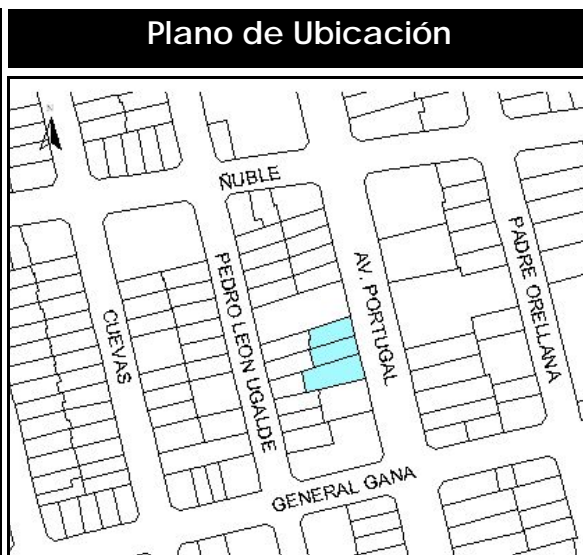 Plano de Ubicación
N
ÑUBLE
PEDRO LEON UGALDE
AV. PORTUGAL
PADRE ORELLANA
CUEVAS
GENERAL GANA